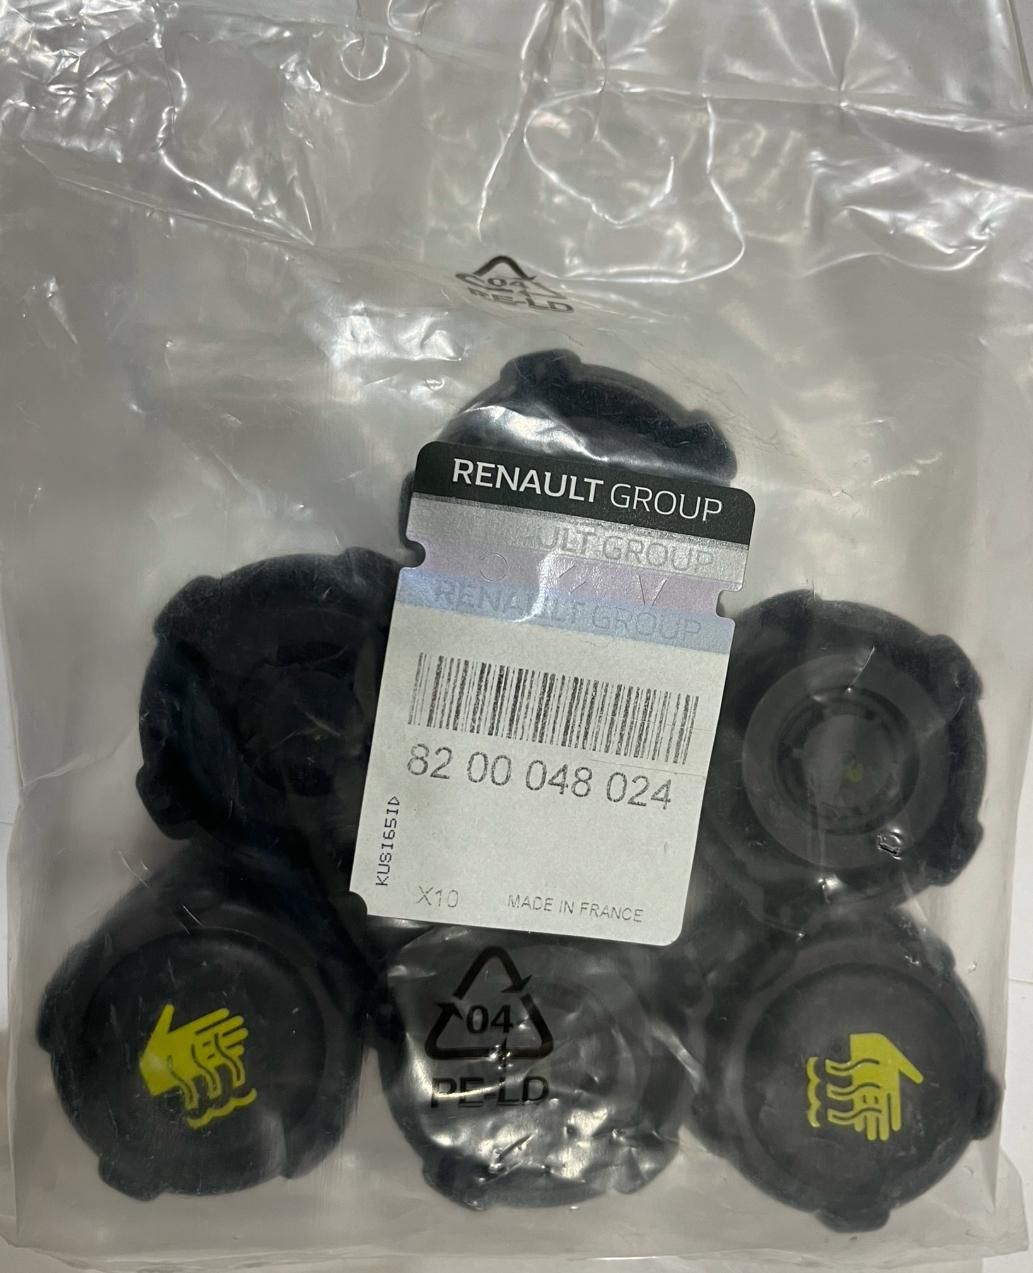 04
PE-LD
RENAULT GROUP
RENAULT GROUP
RENAULT GROUP
82 00 048 024
KUS1651D
X10 MADE IN FRANCE
04
PE-LD